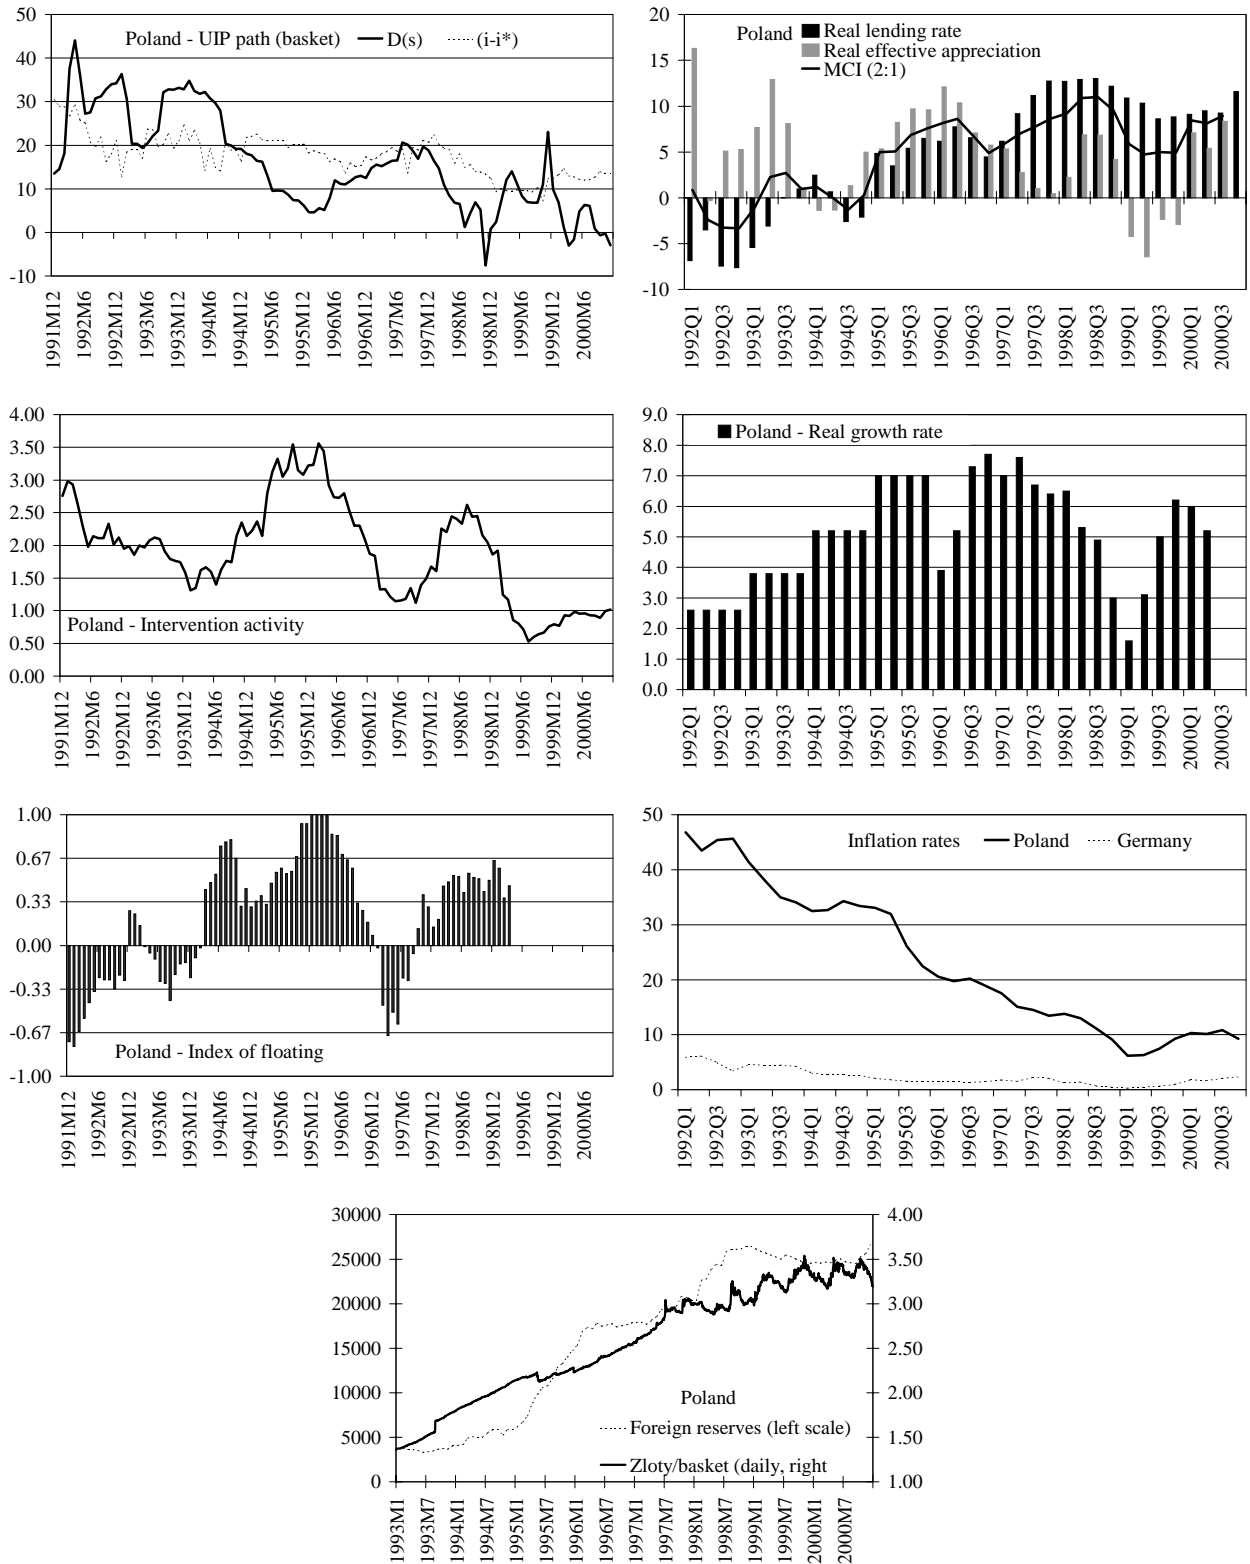 50
40
30
20
10
0
-10
Poland - UIP path (basket) D(s) (i-i*)
1991M12
1992M6
1992M12
1993M6
1993M12
1994M6
1994M12
1995M6
1995M12
1996M6
1996M12
1997M6
1997M12
1998M6
1998M12
1999M6
1999M12
2000M6
20
15
10
5
0
-5
-10
Poland
Real lending rate
Real effective appreciation
MCI (2:1)
1992Q1
1992Q3
1993Q1
1993Q3
1994Q1
1994Q3
1995Q1
1995Q3
1996Q1
1996Q3
1997Q1
1997Q3
1998Q1
1998Q3
1999Q1
1999Q3
2000Q1
2000Q3
4.00
3.50
3.00
2.50
2.00
1.50
1.00
0.50
0.00
Poland - Intervention activity
1991M12
1992M6
1992M12
1993M6
1993M12
1994M6
1994M12
1995M6
1995M12
1996M6
1996M12
1997M6
1997M12
1998M6
1998M12
1999M6
1999M12
2000M6
9.0
8.0
7.0
6.0
5.0
4.0
3.0
2.0
1.0
0.0
Poland - Real growth rate
1992Q1
1992Q3
1993Q1
1993Q3
1994Q1
1994Q3
1995Q1
1995Q3
1996Q1
1996Q3
1997Q1
1997Q3
1998Q1
1998Q3
1999Q1
1999Q3
2000Q1
2000Q3
1.00
0.67
0.33
0.00
-0.33
-0.67
-1.00
Poland - Index of floating
1991M12
1992M6
1992M12
1993M6
1993M12
1994M6
1994M12
1995M6
1995M12
1996M6
1996M12
1997M6
1997M12
1998M6
1998M12
1999M6
1999M12
2000M6
50
40
30
20
10
0
Inflation rates Poland Germany
1992Q1
1992Q3
1993Q1
1993Q3
1994Q1
1994Q3
1995Q1
1995Q3
1996Q1
1996Q3
1997Q1
1997Q3
1998Q1
1998Q3
1999Q1
1999Q3
2000Q1
2000Q3
30000
25000
20000
15000
10000
5000
0
4.00
3.50
3.00
2.50
2.00
1.50
1.00
Poland
Foreign reserves (left scale)
Zloty/basket (daily, right
1993M1
1993M7
1994M1
1994M7
1995M1
1995M7
1996M1
1996M7
1997M1
1997M7
1998M1
1998M7
1999M1
1999M7
2000M1
2000M7